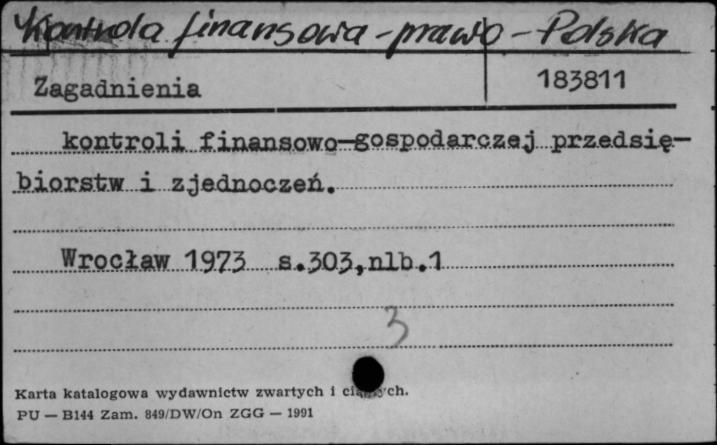 Kontrola finansowa - prawo - Polska
Zagadnienia 183811
kontroli finansowo-gospodarczej przedsię-
biorstw i zjednoczeń.
Wrocław 1973 s.303,nlb.1
3
Karta katalogowa wydawnictw zwartych i
PU — B144 Zam. 849/DW/On ZGG — 1991